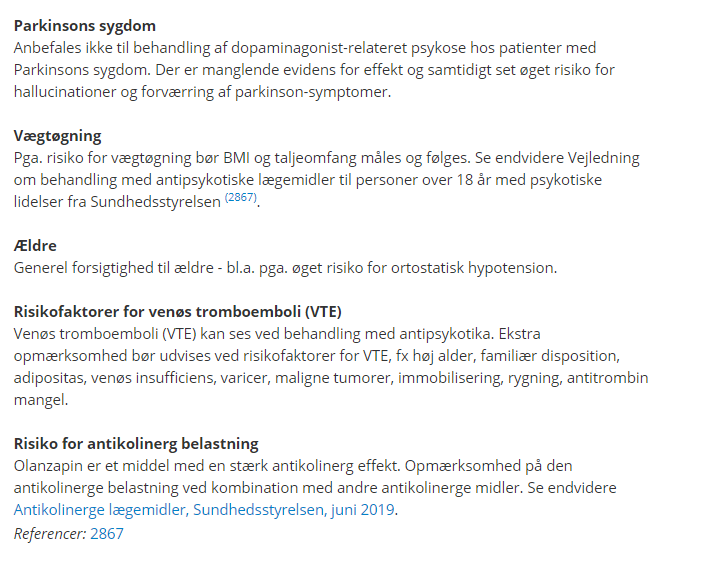 Parkinsons sygdom
Anbefales ikke til behandling af dopaminagonist-relateret psykose hos patienter med
Parkinsons sygdom. Der er manglende evidens for effekt og samtidigt set øget risiko for
hallucinationer og forværring af parkinson-symptomer.
Vægtøgning
Pga. risiko for vægtøgning bør BMI og taljeomfang måles og følges. Se endvidere Vejledning
om behandling med antipsykotiske lægemidler til personer over 18 år med psykotiske
lidelser fra Sundhedsstyrelsen (2867).
Ældre
Generel forsigtighed til ældre - bl.a. pga. øget risiko for ortostatisk hypotension.
Risikofaktorer for venøs tromboemboli (VTE)
Venøs tromboemboli (VTE) kan ses ved behandling med antipsykotika. Ekstra
opmærksomhed bør udvises ved risikofaktorer for VTE, fx høj alder, familiær disposition,
adipositas, venøs insufficiens, varicer, maligne tumorer, immobilisering, rygning, antitrombin
mangel.
Risiko for antikolinerg belastning
Olanzapin er et middel med en stærk antikolinerg effekt. Opmærksomhed på den
antikolinerge belastning ved kombination med andre antikolinerge midler. Se endvidere
Antikolinerge lægemidler, Sundhedsstyrelsen, juni 2019.
Referencer: 2867